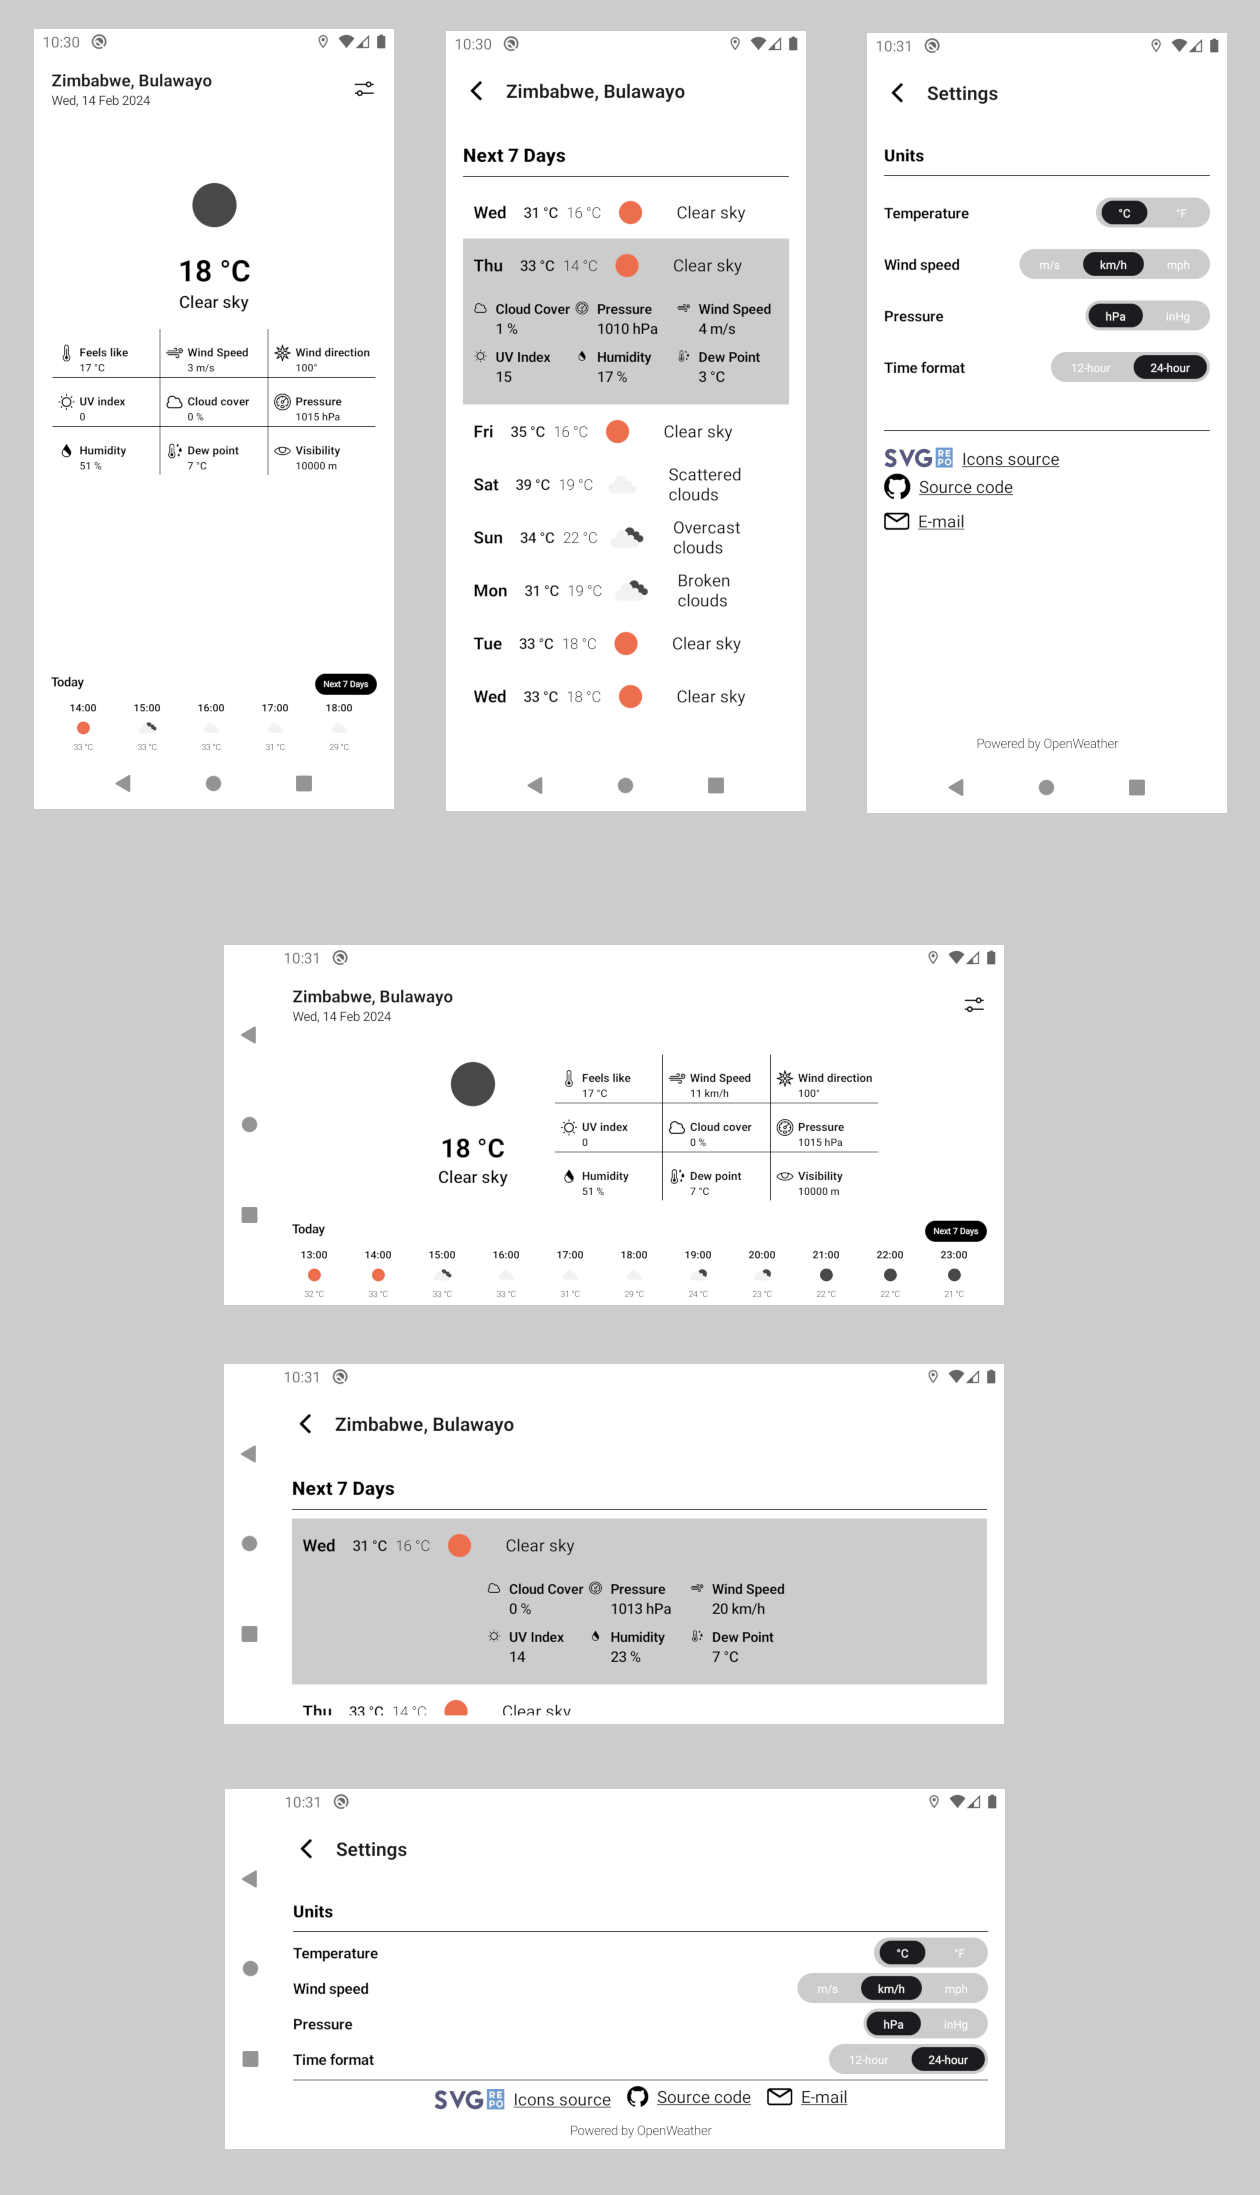 10:30
Zimbabwe, Bulawayo
Wed, 14 Feb 2024
18 °C
Clear sky
Feels like
17 °C
Wind Speed
3 m/s
Wind direction
100°
UV index
0
Cloud cover
0 %
Pressure
1015 hPa
Humidity
51 %
Dew point
7 °C
Visibility
10000 m
Today
Next 7 Days
14:00 15:00 16:00 17:00 18:00
33 °C 33 °C 33 °C 31 °C 29 °C
10:30
Zimbabwe, Bulawayo
Next 7 Days
Wed 31 °C 16 °C Clear sky
Thu 33 °C 14 °C Clear sky
Cloud Cover
1 %
Pressure
1010 hPa
Wind Speed
4 m/s
UV Index
15
Humidity
17 %
Dew Point
3 °C
Fri 35 °C 16 °C Clear sky
Sat 39 °C 19 °C Scattered
clouds
Sun 34 °C 22 °C Overcast
clouds
Mon 31 °C 19 °C Broken
clouds
Tue 33 °C 18 °C Clear sky
Wed 33 °C 18 °C Clear sky
10:31
Settings
Units
Temperature °C °F
Wind speed m/s km/h mph
Pressure hPa inHg
Time format 12-hour 24-hour
SVG REPO Icons source
Source code
E-mail
Powered by OpenWeather
10:31
Zimbabwe, Bulawayo
Wed, 14 Feb 2024
18 °C
Clear sky
Feels like
17 °C
Wind Speed
11 km/h
Wind direction
100°
UV index
0
Cloud cover
0 %
Pressure
1015 hPa
Humidity
51 %
Dew point
7 °C
Visibility
10000 m
Today
Next 7 Days
13:00 14:00 15:00 16:00 17:00 18:00 19:00 20:00 21:00 22:00 23:00
32 °C 33 °C 33 °C 33 °C 31 °C 29 °C 24 °C 23 °C 22 °C 22 °C 21 °C
10:31
Zimbabwe, Bulawayo
Next 7 Days
Wed 31 °C 16 °C Clear sky
Cloud Cover
0 %
Pressure
1013 hPa
Wind Speed
20 km/h
UV Index
14
Humidity
23 %
Dew Point
7 °C
Thu 33 °C 14 °C Clear sky
10:31
Settings
Units
Temperature °C °F
Wind speed m/s km/h mph
Pressure hPa inHg
Time format 12-hour 24-hour
SVG REPO Icons source Source code E-mail
Powered by OpenWeather